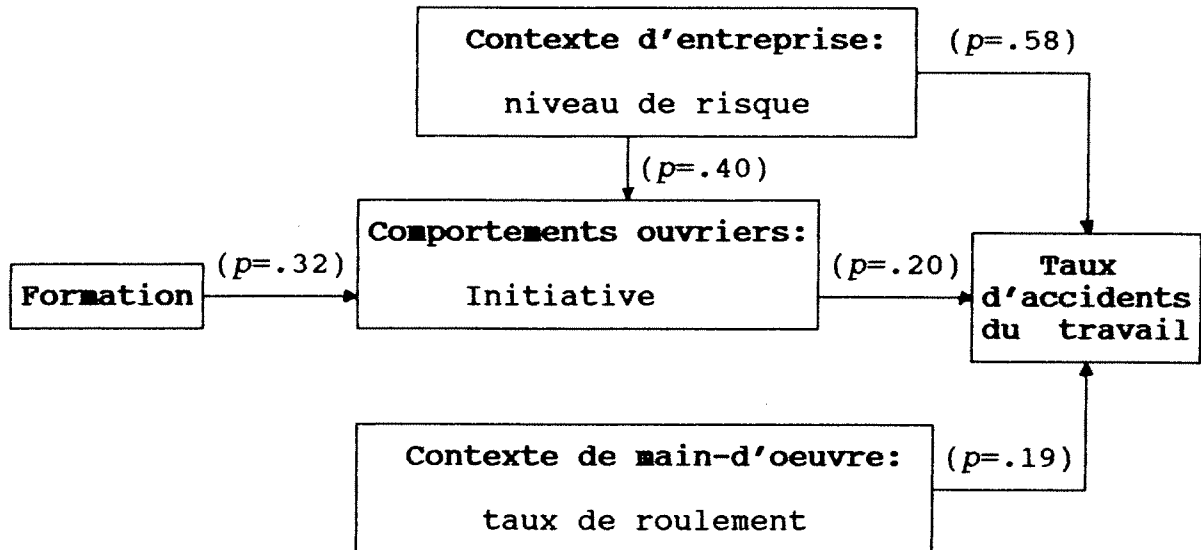 Contexte d'entreprise:
niveau de risque
(p=.58)
(p=.40)
Comportements ouvriers:
Initiative
(p=.32)
Formation
(p=.20)
Taux
d'accidents
du travail
Contexte de main-d'oeuvre:
taux de roulement
(p=.19)